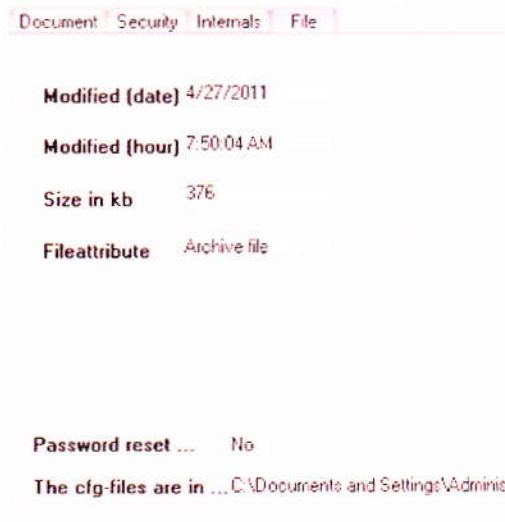 Document Security Internals File
Modified (date) 4/27/2011
Modified (hour) 7:50:04 AM
Size in kb 376
Fileattribute Archive file
Password reset ... No
The cfg-files are in ... C:\Documents and Settings\Adminis